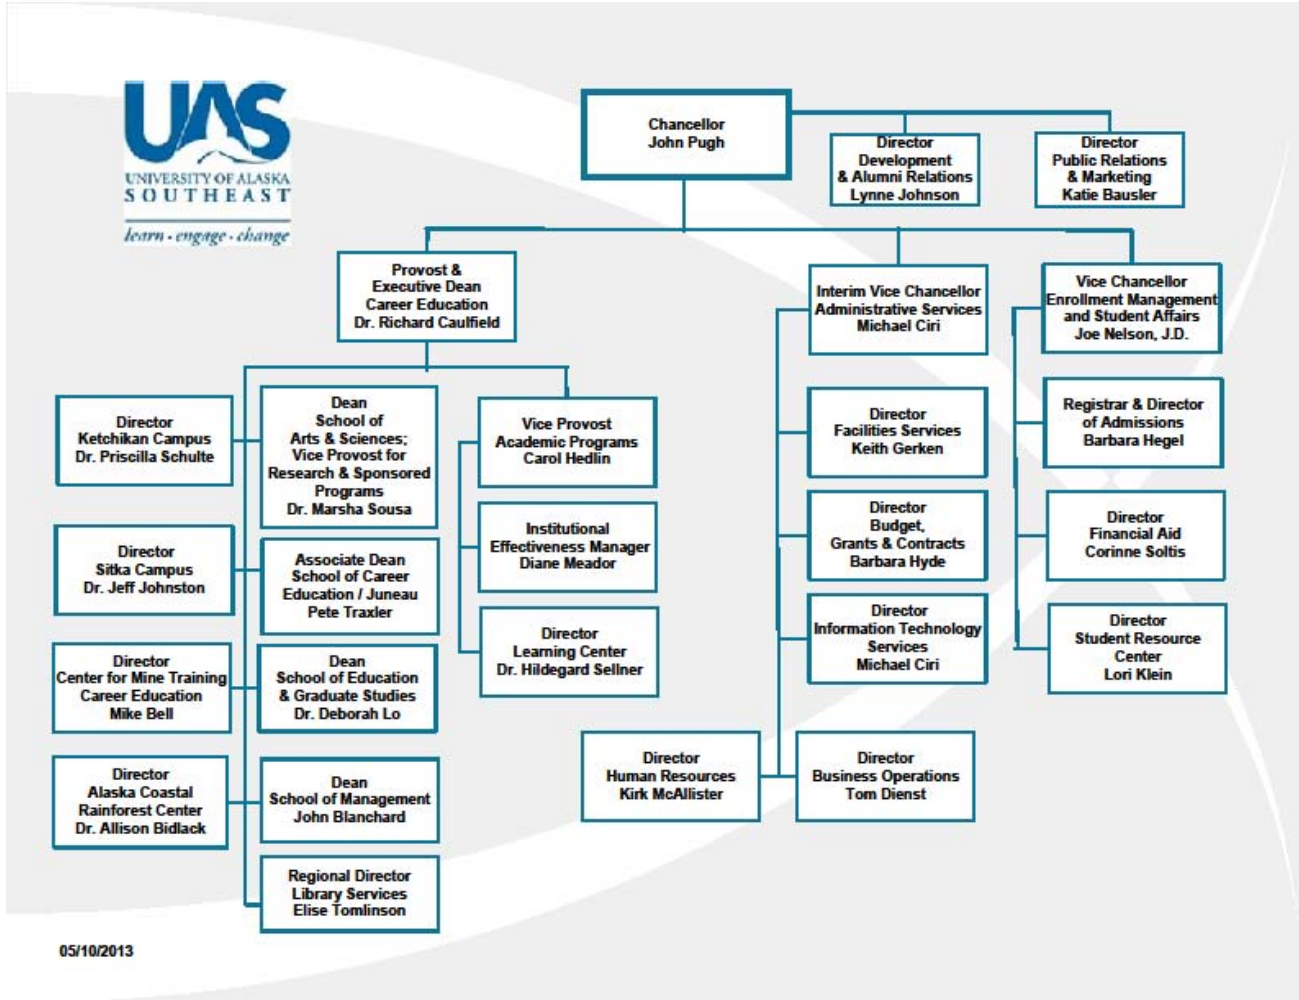 UAS
UNIVERSITY OF ALASKA
SOUTHEAST
learn - engage - change
Chancellor
John Pugh
Director
Development
& Alumni Relations
Lynne Johnson
Director
Public Relations
& Marketing
Katie Bausler
Provost &
Executive Dean
Career Education
Dr. Richard Caulfield
Interim Vice Chancellor
Administrative Services
Michael Ciri
Vice Chancellor
Enrollment Management
and Student Affairs
Joe Nelson, J.D.
Director
Ketchikan Campus
Dr. Priscilla Schulte
Dean
School of
Arts & Sciences;
Vice Provost for
Research & Sponsored
Programs
Dr. Marsha Sousa
Vice Provost
Academic Programs
Carol Hedlin
Director
Facilities Services
Keith Gerken
Registrar & Director
of Admissions
Barbara Hegel
Director
Sitka Campus
Dr. Jeff Johnston
Associate Dean
School of Career
Education / Juneau
Pete Traxler
Institutional
Effectiveness Manager
Diane Meador
Director
Budget,
Grants & Contracts
Barbara Hyde
Director
Financial Aid
Corinne Soltis
Director
Center for Mine Training
Career Education
Mike Bell
Dean
School of Education
& Graduate Studies
Dr. Deborah Lo
Director
Learning Center
Dr. Hildegard Sellner
Director
Information Technology
Services
Michael Ciri
Director
Student Resource
Center
Lori Klein
Director
Alaska Coastal
Rainforest Center
Dr. Allison Bidlack
Dean
School of Management
John Blanchard
Director
Human Resources
Kirk McAllister
Director
Business Operations
Tom Dienst
Regional Director
Library Services
Elise Tomlinson
05/10/2013